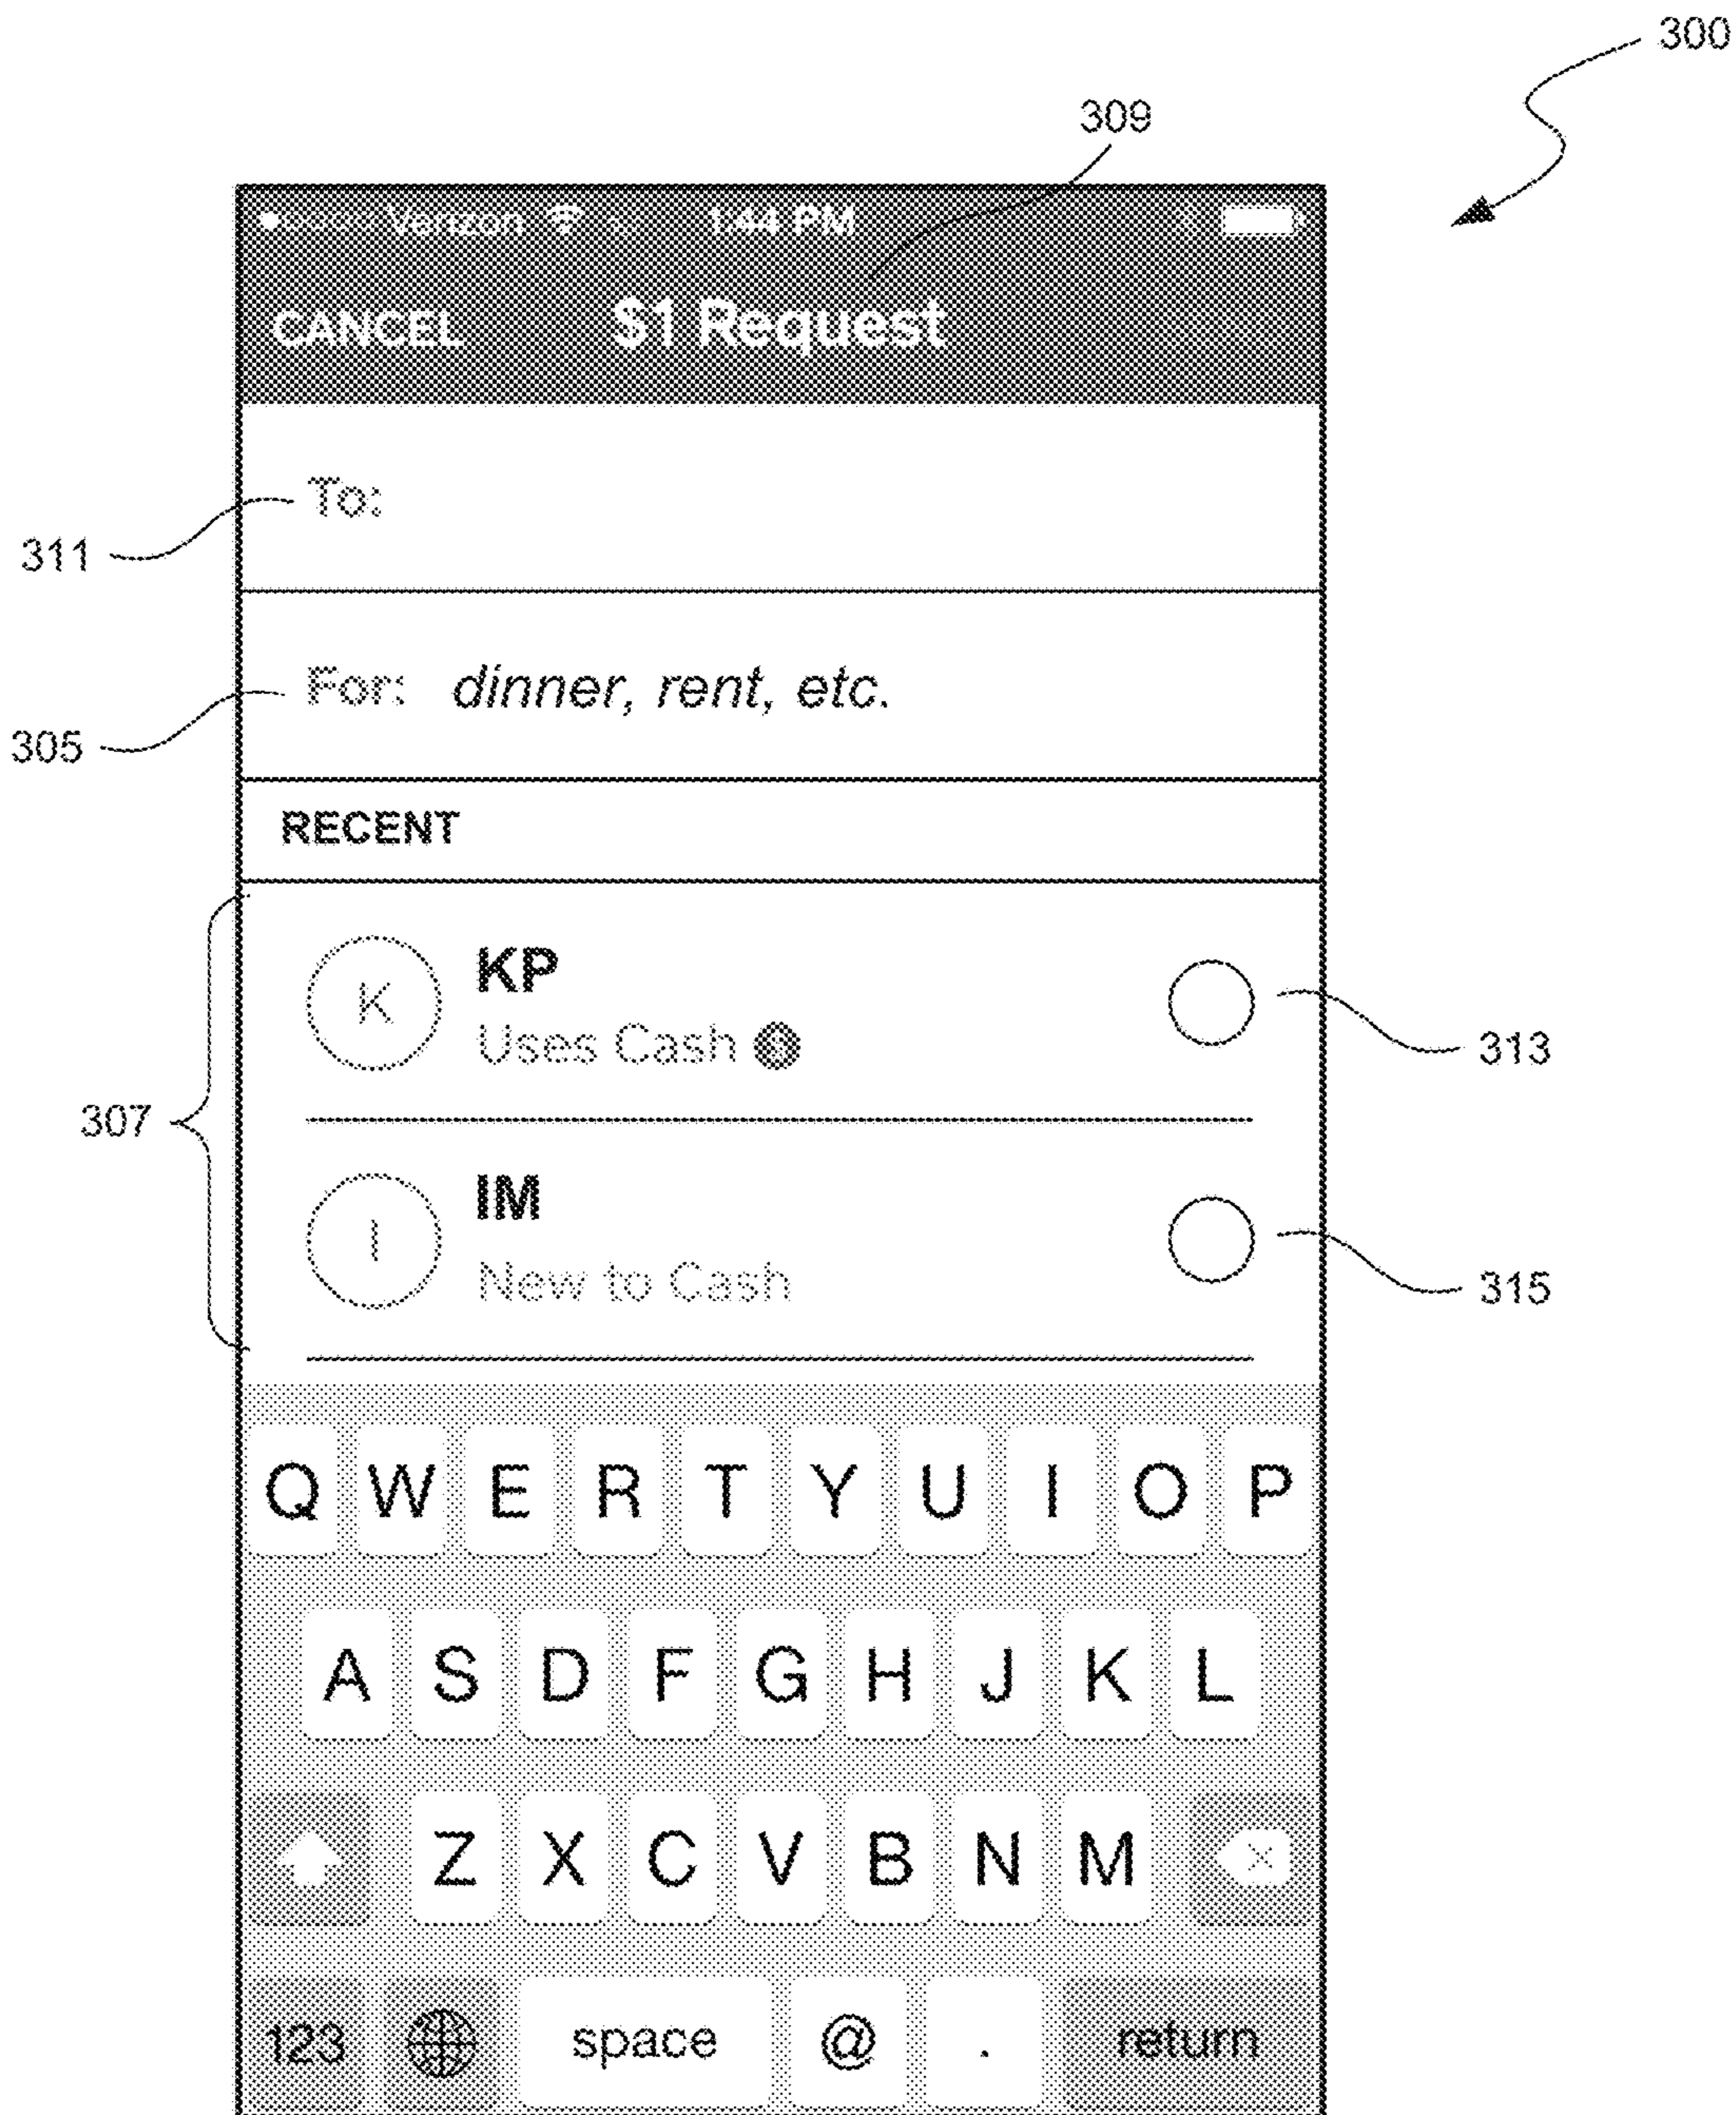 300
309
Verizon 1:44 PM
CANCEL $1 Request
To:
311
For: dinner, rent, etc.
305
RECENT
K KP
Uses Cash
313
307
I IM
New to Cash
315
Q W E R T Y U I O P
A S D F G H J K L
Z X C V B N M
123 space @ . return